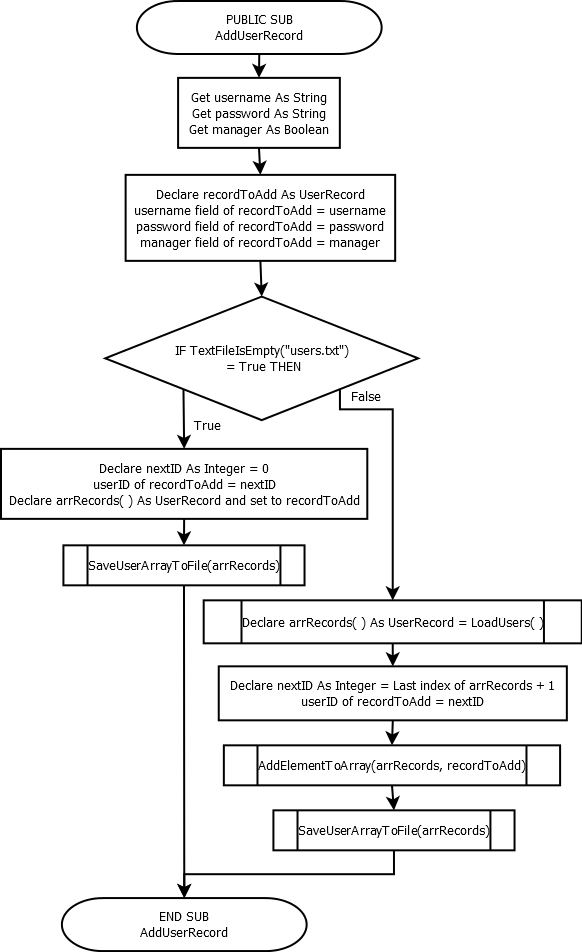 PUBLIC SUB
AddUserRecord
Get username As String
Get password As String
Get manager As Boolean
Declare recordToAdd As UserRecord
username field of recordToAdd = username
password field of recordToAdd = password
manager field of recordToAdd = manager
IF TextFileIsEmpty("users.txt")
= True THEN
False
True
Declare nextID As Integer = 0
userID of recordToAdd = nextID
Declare arrRecords( ) As UserRecord and set to recordToAdd
SaveUserArrayToFile(arrRecords)
Declare arrRecords( ) As UserRecord = LoadUsers( )
Declare nextID As Integer = Last index of arrRecords + 1
userID of recordToAdd = nextID
AddElementToArray(arrRecords, recordToAdd)
SaveUserArrayToFile(arrRecords)
END SUB
AddUserRecord